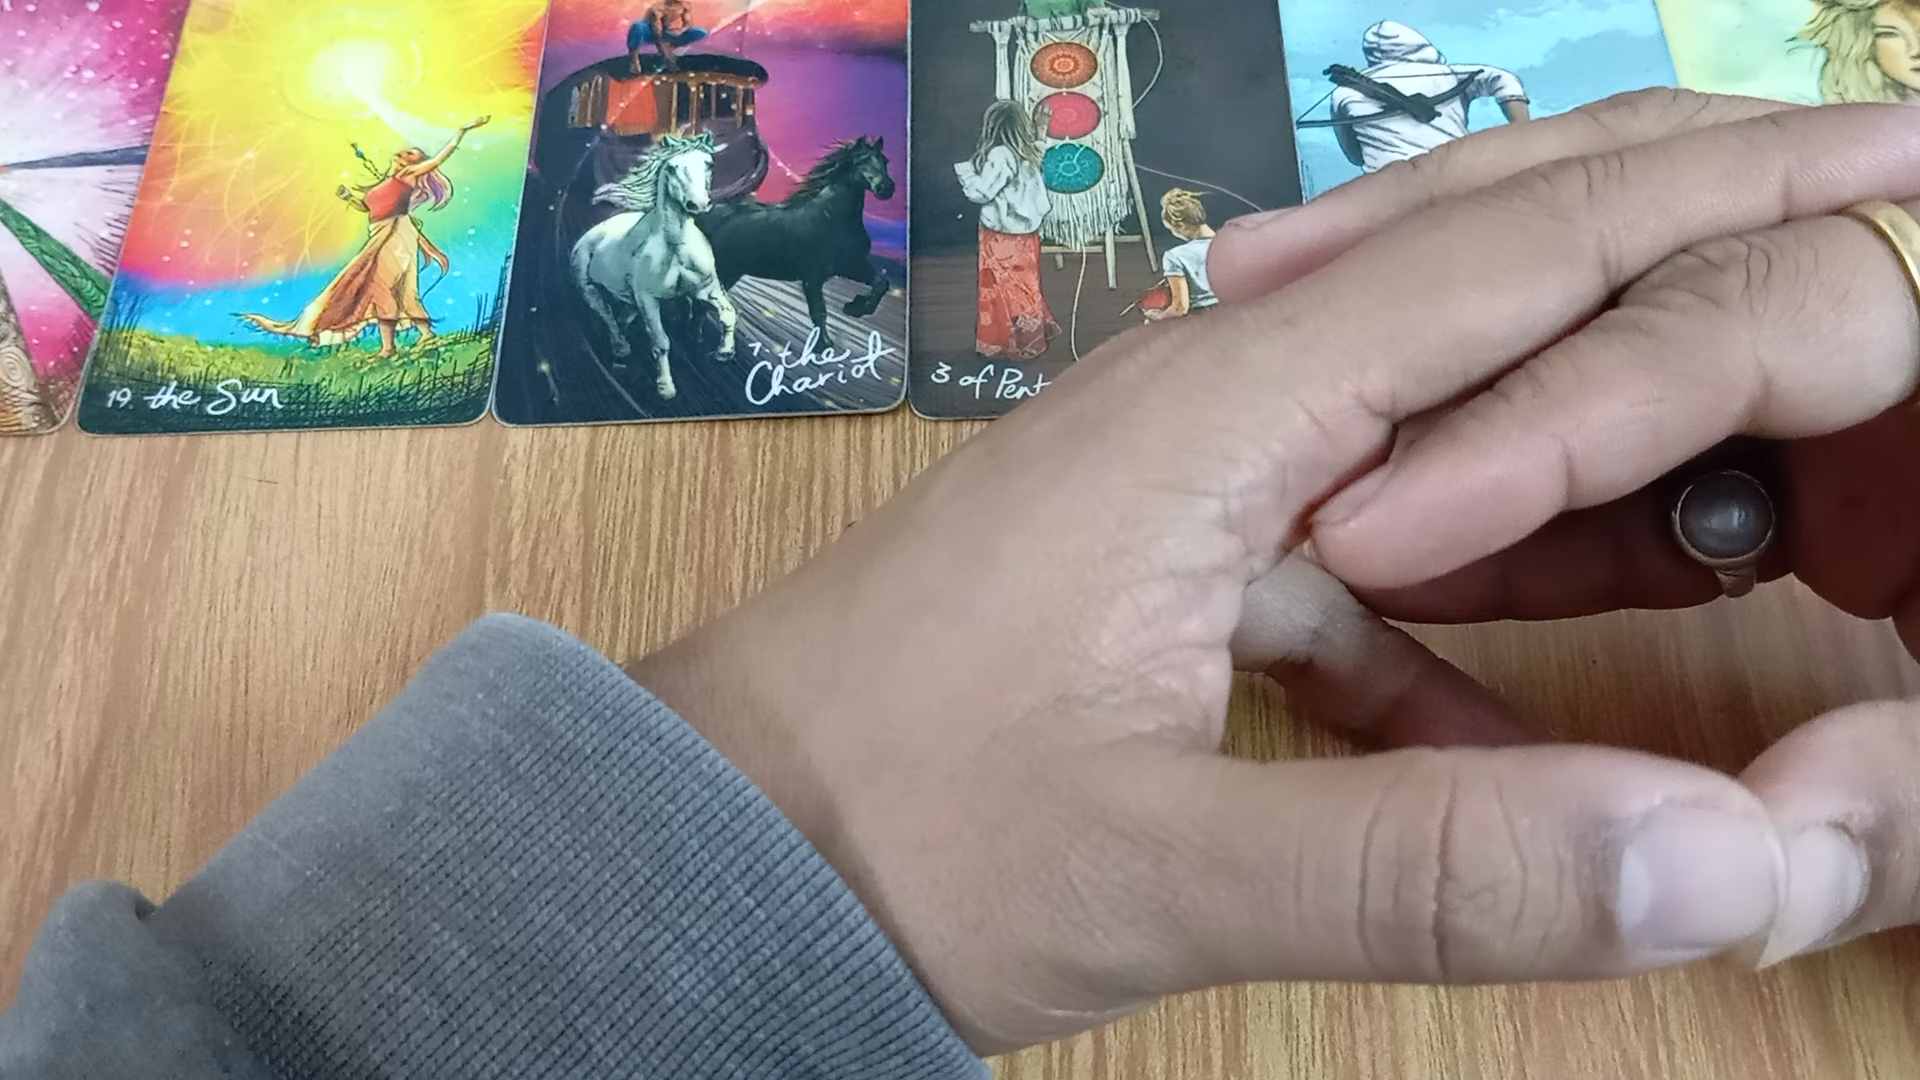 19. the Sun
7. the
Chariot
3 of Pent